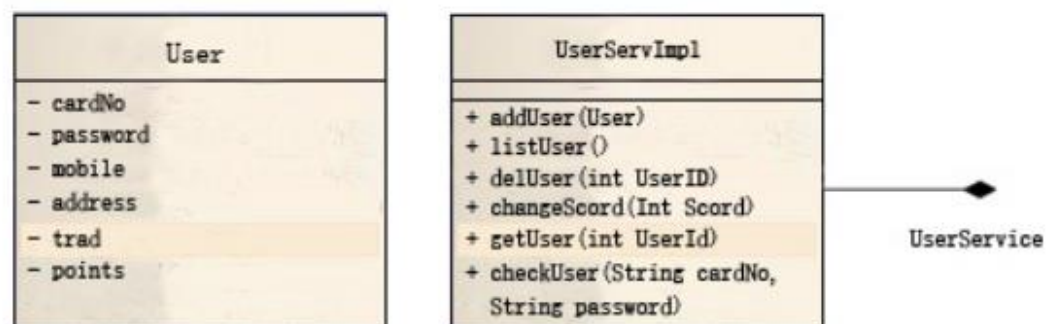 User
- cardNo
- password
- mobile
- address
- trad
- points
UserServImpl
+ addUser(User)
+ listUser()
+ delUser(int UserID)
+ changeScord(Int Scord)
+ getUser(int UserId)
+ checkUser(String cardNo,
String password)
UserService